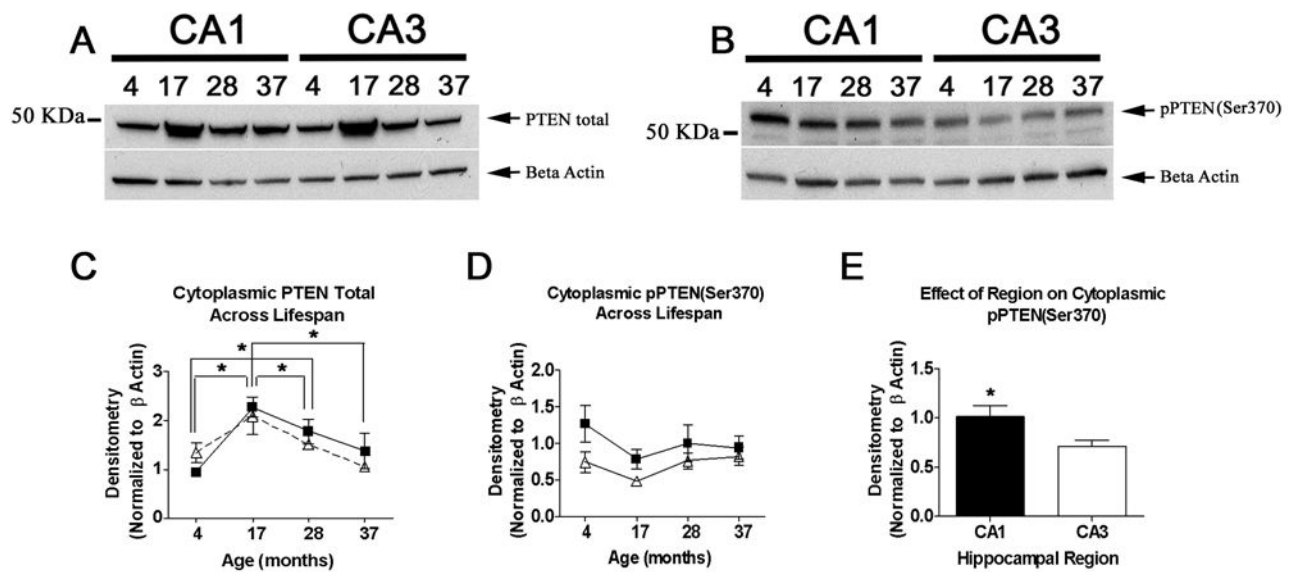 A
CA1 CA3
4 17 28 37 4 17 28 37
50 KDa
PTEN total
Beta Actin
B
CA1 CA3
4 17 28 37 4 17 28 37
50 KDa
pPTEN(Ser370)
Beta Actin
C
Cytoplasmic PTEN Total
Across Lifespan
* * * *
Densitometry
(Normalized to β Actin)
3
2
1
0
4 17 28 37
Age (months)
D
Cytoplasmic pPTEN(Ser370)
Across Lifespan
Densitometry
(Normalized to β Actin)
2.0
1.5
1.0
0.5
0.0
4 17 28 37
Age (months)
E
Effect of Region on Cytoplasmic
pPTEN(Ser370)
*
Densitometry
(Normalized to β Actin)
1.5
1.0
0.5
0.0
CA1 CA3
Hippocampal Region